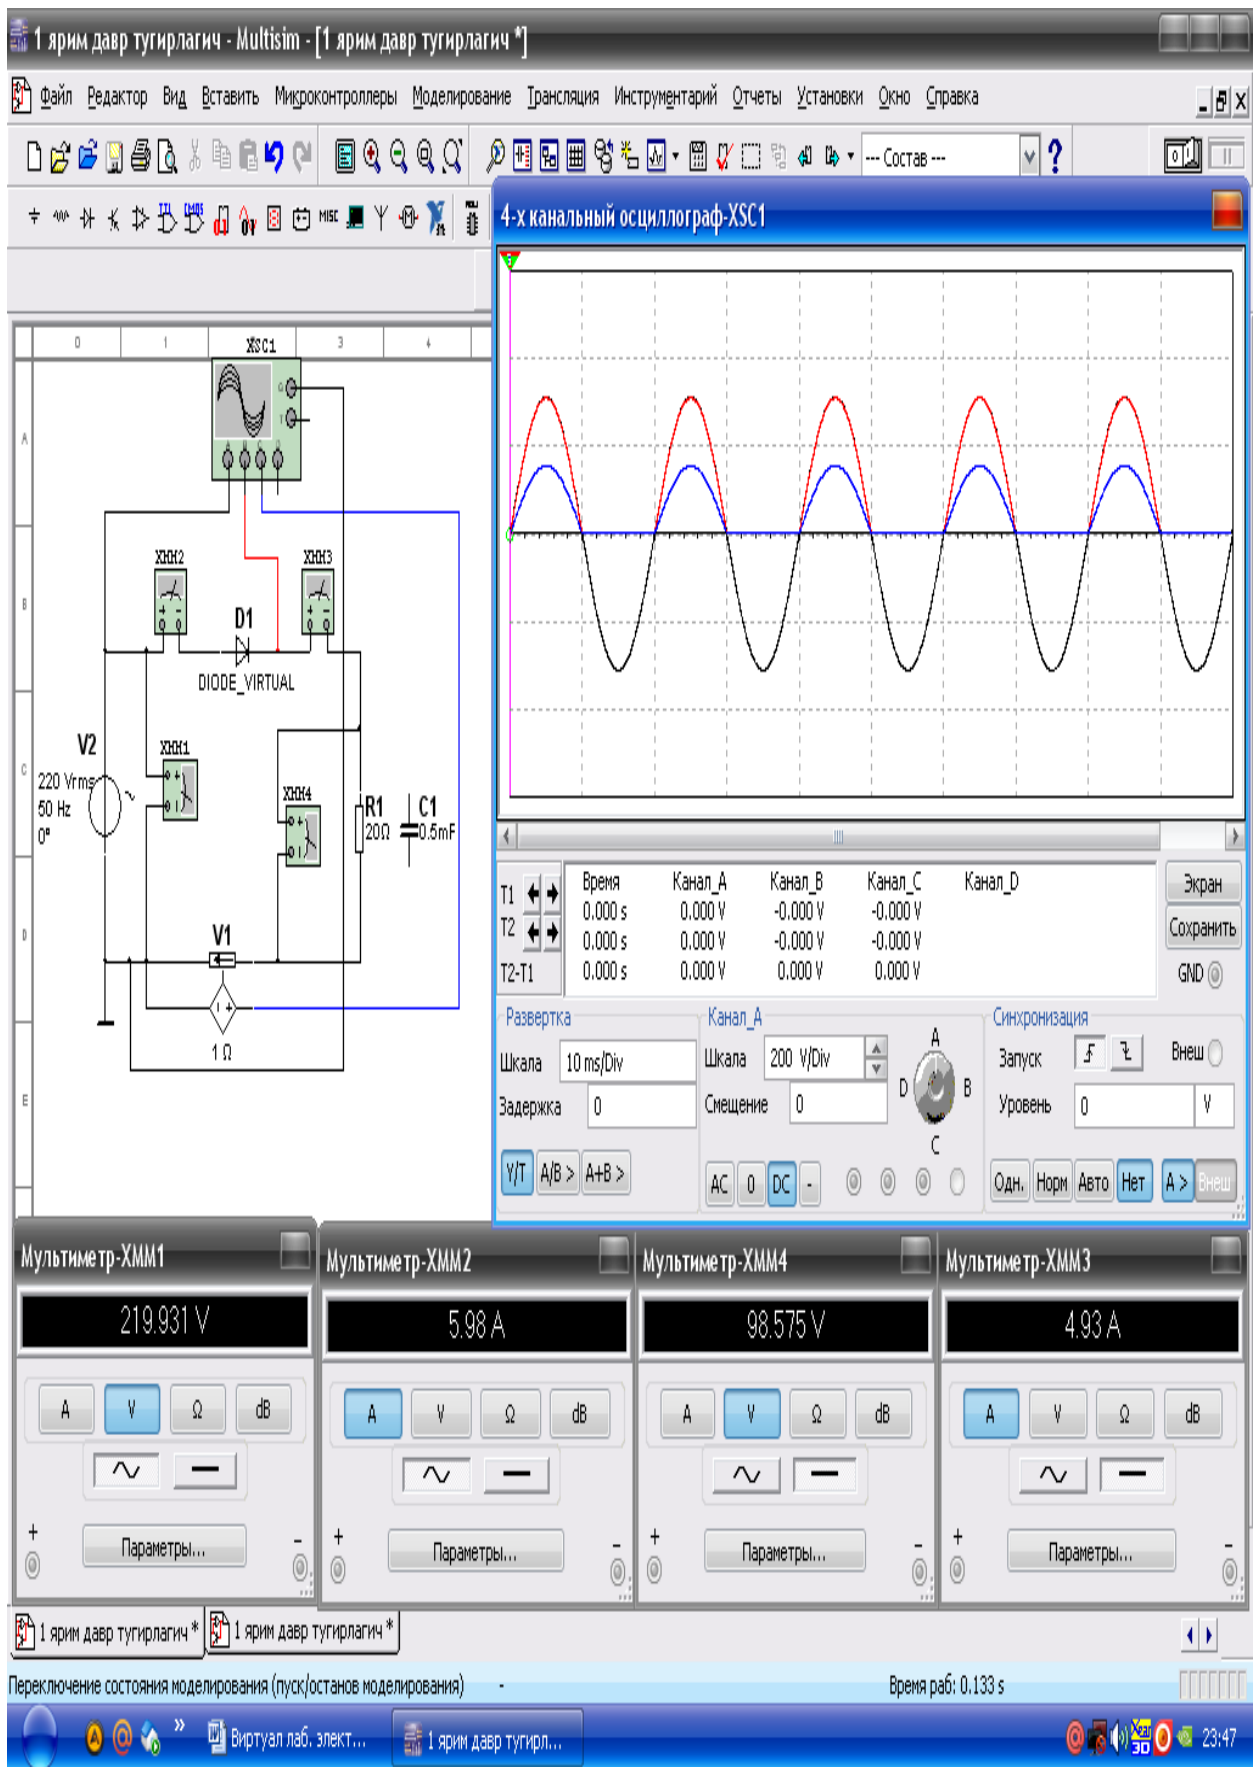 1 ярим давр тугирлагич - Multisim - [1 ярим давр тугирлагич *]
Файл Редактор Вид Вставить Микроконтроллеры Моделирование Трансляция Инструментарий Отчеты Установки Окно Справка
--- Состав ---
TTL CMOS MISC
4-х канальный осциллограф-XSC1
0 1 3 4
XSC1
A
B
C
D
E
G
T
A B C D
XMM2 XMM3
D1
DIODE_VIRTUAL
V2
220 Vrms
50 Hz
0°
XMM1
XMM4
R1
20Ω
C1
0.5mF
V1
1 Ω
T1
T2
T2-T1
Время Канал_A Канал_B Канал_C Канал_D
0.000 s 0.000 V -0.000 V -0.000 V
0.000 s 0.000 V -0.000 V -0.000 V
0.000 s 0.000 V 0.000 V 0.000 V
Экран
Сохранить
GND
Развертка
Шкала 10 ms/Div
Задержка 0
Y/T A/B > A+B >
Канал_A
Шкала 200 V/Div
Смещение 0
AC 0 DC -
A
B
C
D
Синхронизация
Запуск
Внеш
Уровень 0 V
Одн. Норм Авто Нет A > Внеш
Мультиметр-XMM1
219.931 V
A V Ω dB
+ Параметры... -
Мультиметр-XMM2
5.98 A
A V Ω dB
+ Параметры... -
Мультиметр-XMM4
98.575 V
A V Ω dB
+ Параметры... -
Мультиметр-XMM3
4.93 A
A V Ω dB
+ Параметры... -
1 ярим давр тугирлагич * 1 ярим давр тугирлагич *
Переключение состояния моделирования (пуск/останов моделирования) -
Время раб: 0.133 s
Виртуал лаб. элект...
1 ярим давр тугирл...
23:47